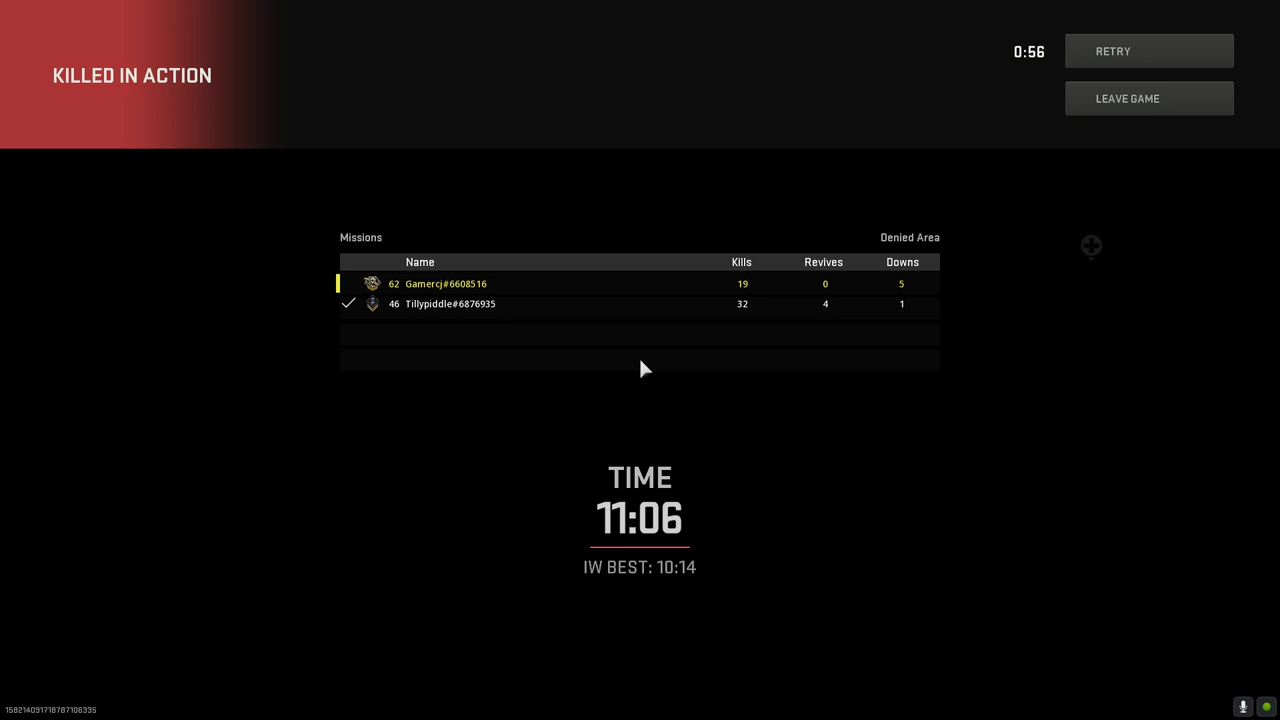 KILLED IN ACTION
0:56
RETRY
LEAVE GAME
Missions
Denied Area
Name Kills Revives Downs
62 Gamercj#6608516 19 0 5
46 Tillypiddle#6876935 32 4 1
TIME
11:06
IW BEST: 10:14
158214091718787106335